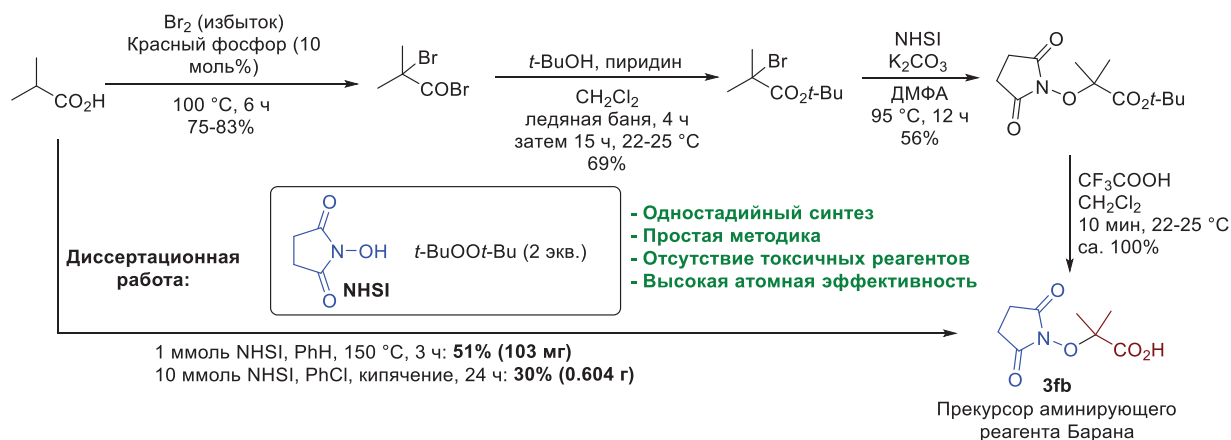 Br2 (избыток)
Красный фосфор (10
моль%)
100 °C, 6 ч
75-83%
CO2H
Br
COBr
t-BuOH, пиридин
CH2Cl2
ледяная баня, 4 ч
затем 15 ч, 22-25 °C
69%
Br
CO2t-Bu
NHSI
K2CO3
ДМФА
95 °C, 12 ч
56%
O
N
O
O
CO2t-Bu
CF3COOH
CH2Cl2
10 мин, 22-25 °C
ca. 100%
Диссертационная
работа:
O
N-OH
O
NHSI
t-BuOOt-Bu (2 экв.)
- Одностадийный синтез
- Простая методика
- Отсутствие токсичных реагентов
- Высокая атомная эффективность
1 ммоль NHSI, PhH, 150 °C, 3 ч: 51% (103 мг)
10 ммоль NHSI, PhCl, кипячение, 24 ч: 30% (0.604 г)
O
N
O
O
CO2H
3fb
Прекурсор аминирующего
реагента Барана